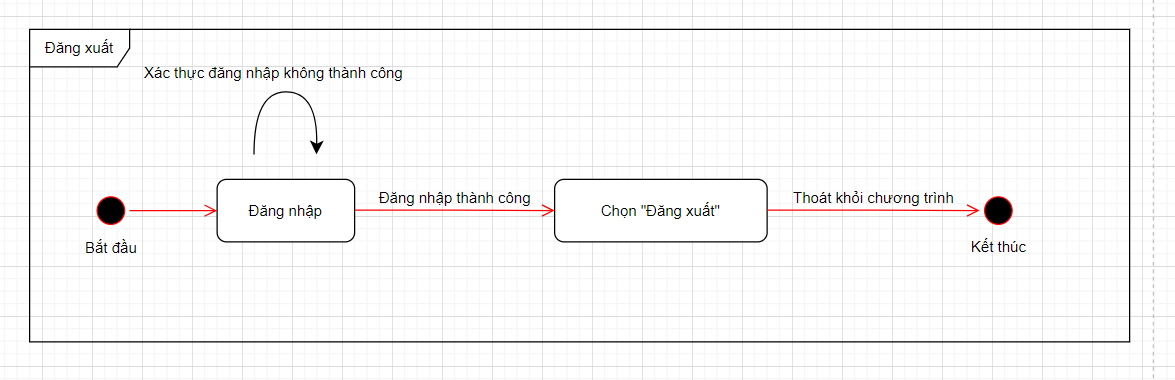 Đăng xuất
Xác thực đăng nhập không thành công
Đăng nhập
Đăng nhập thành công
Chọn "Đăng xuất"
Thoát khỏi chương trình
Bắt đầu
Kết thúc